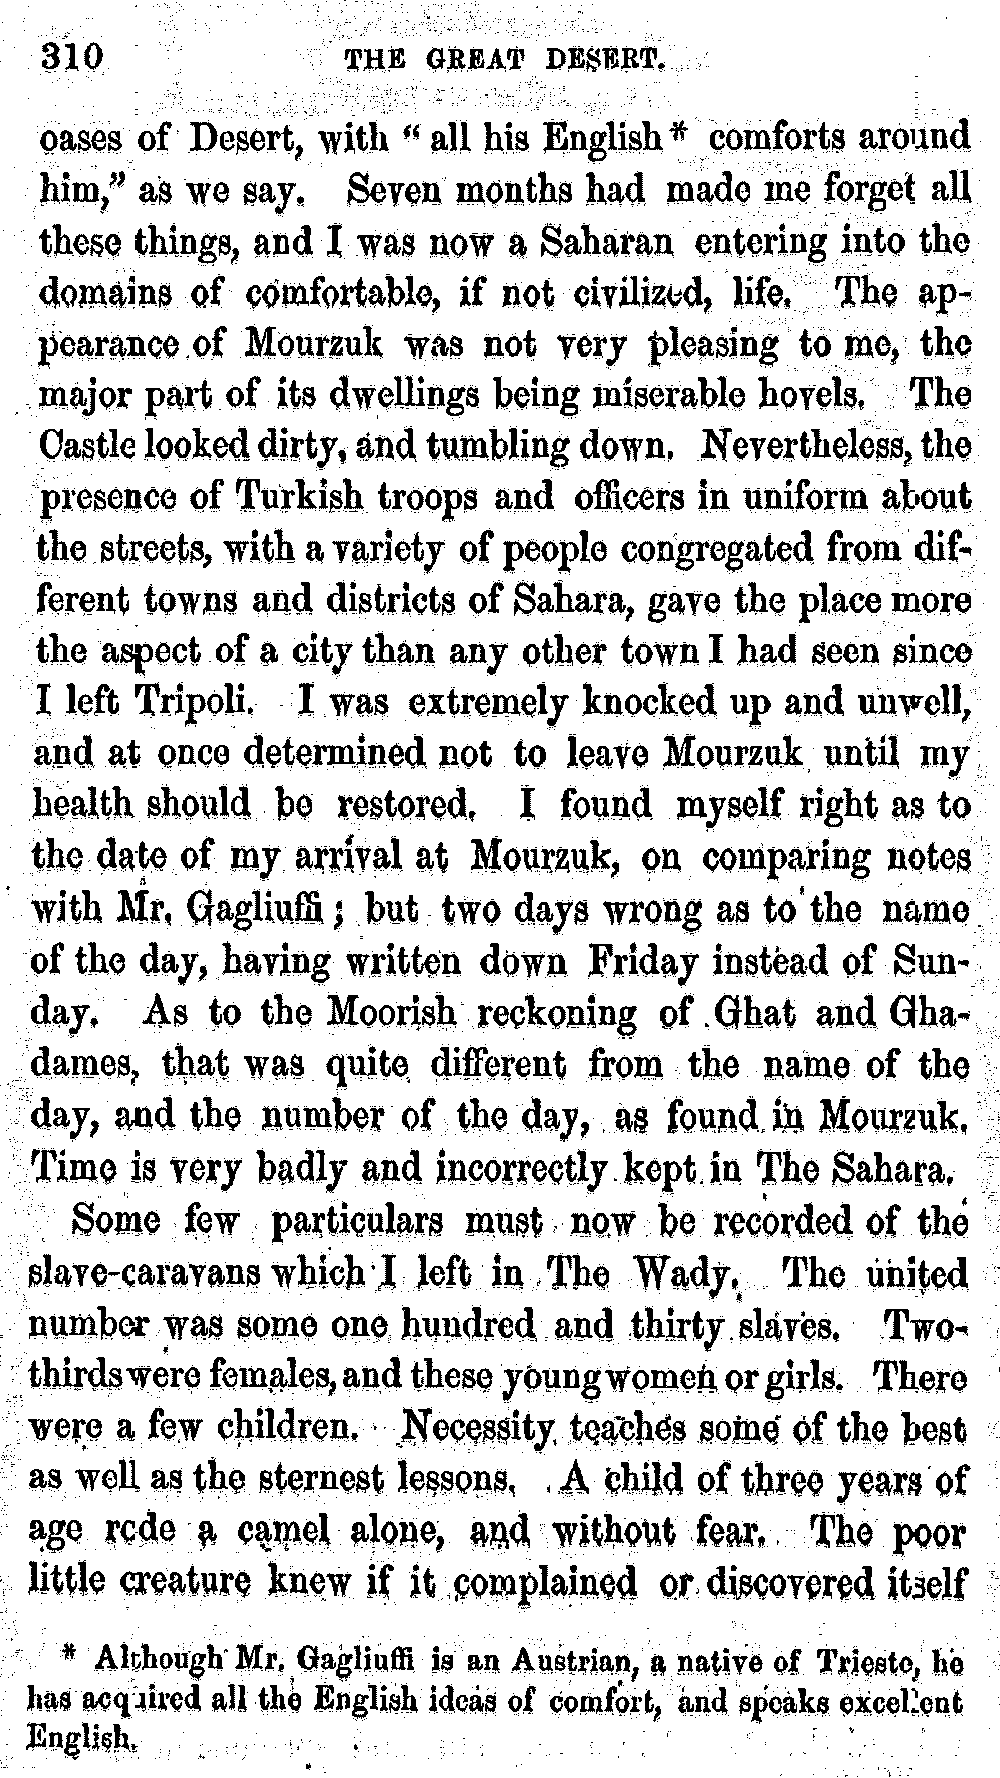 310 THE GREAT DESERT.
oases of Desert, with “all his English* comforts around
him,” as we say. Seven months had made me forget all
these things, and I was now a Saharan entering into the
domains of comfortable, if not civilized, life. The ap-
pearance of Mourzuk was not very pleasing to me, the
major part of its dwellings being miserable hovels. The
Castle looked dirty, and tumbling down. Nevertheless, the
presence of Turkish troops and officers in uniform about
the streets, with a variety of people congregated from dif-
ferent towns and districts of Sahara, gave the place more
the aspect of a city than any other town I had seen since
I left Tripoli. I was extremely knocked up and unwell,
and at once determined not to leave Mourzuk until my
health should be restored. I found myself right as to
the date of my arrival at Mourzuk, on comparing notes
with Mr. Gagliuffi; but two days wrong as to the name
of the day, having written down Friday instead of Sun-
day. As to the Moorish reckoning of Ghat and Gha-
dames, that was quite different from the name of the
day, and the number of the day, as found in Mourzuk.
Time is very badly and incorrectly kept in The Sahara.
Some few particulars must now be recorded of the
slave-caravans which I left in The Wady. The united
number was some one hundred and thirty slaves. Two-
thirds were females, and these young women or girls. There
were a few children. Necessity teaches some of the best
as well as the sternest lessons. A child of three years of
age rode a camel alone, and without fear. The poor
little creature knew if it complained or discovered itself
* Although Mr. Gagliuffi is an Austrian, a native of Trieste, he
has acquired all the English ideas of comfort, and speaks excellent
English.